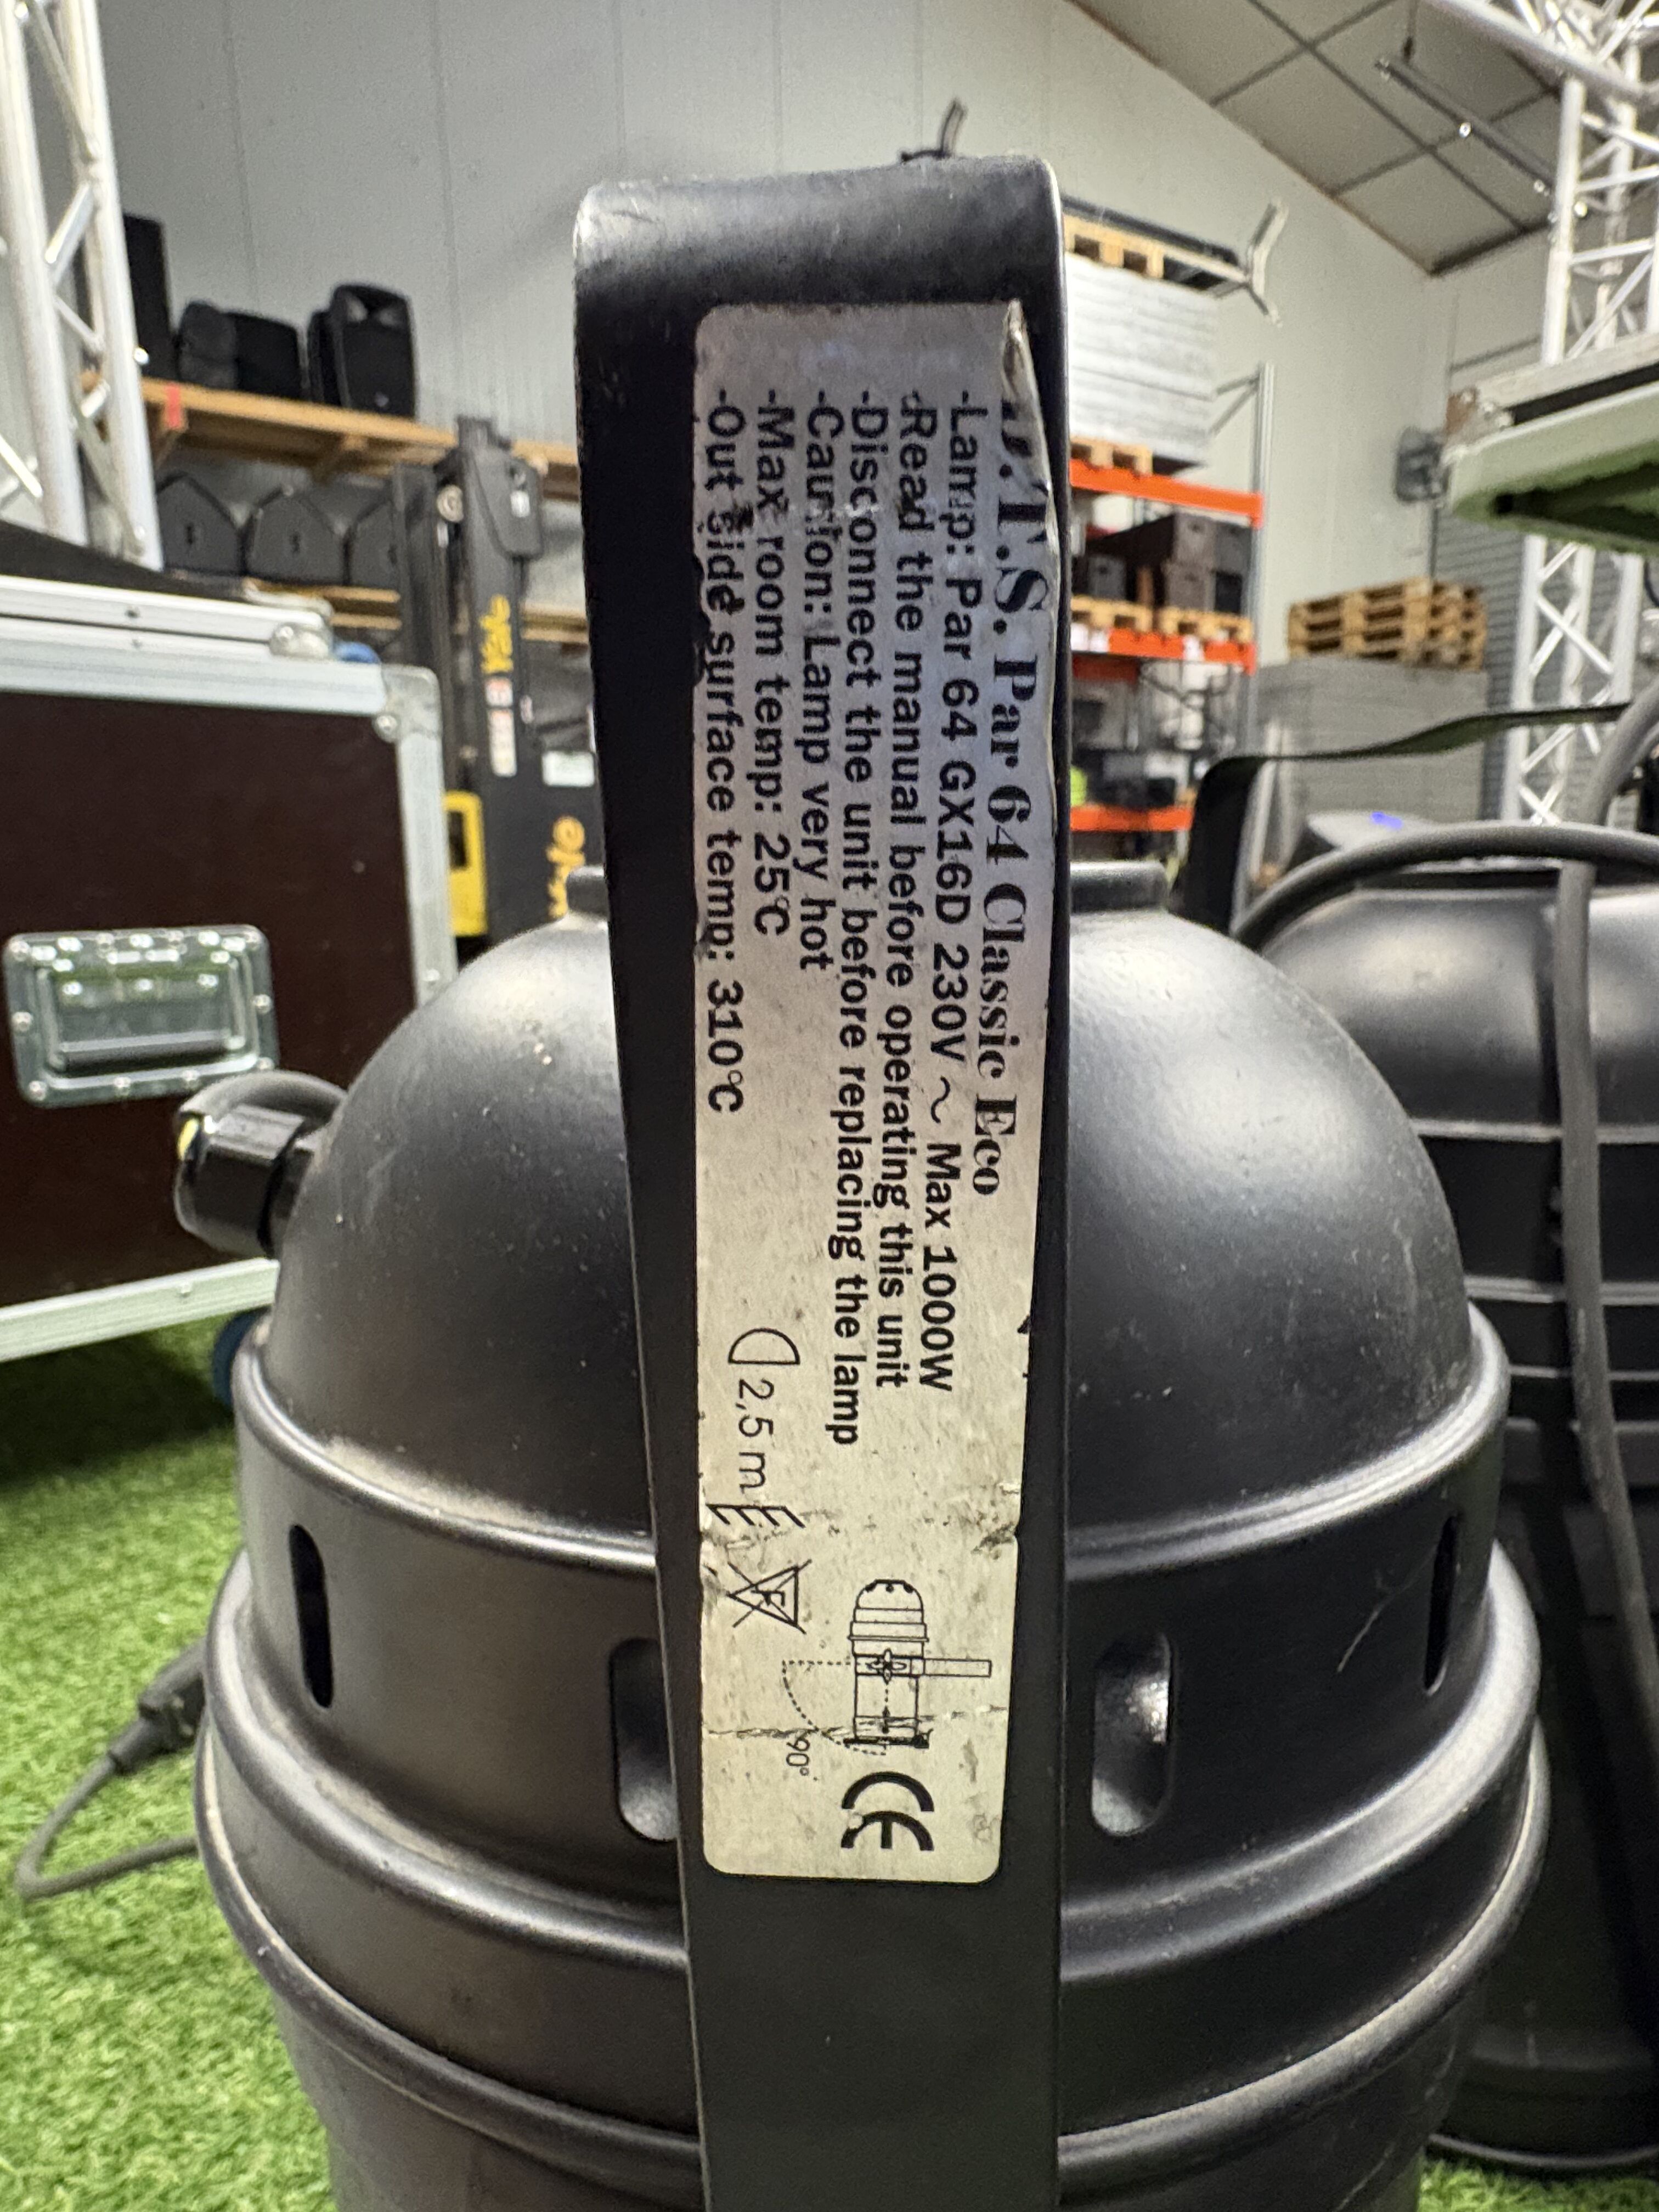 D.T.S. Par 64 Classic Eco
-Lamp: Par 64 GX16D 230V ~ Max 1000W
-Read the manual before operating this unit
-Disconnect the unit before replacing the lamp
-Caution: Lamp very hot
-Max room temp: 25°C
-Out side surface temp: 310°C
2,5 m
F
90°
CE
Yale
Yale